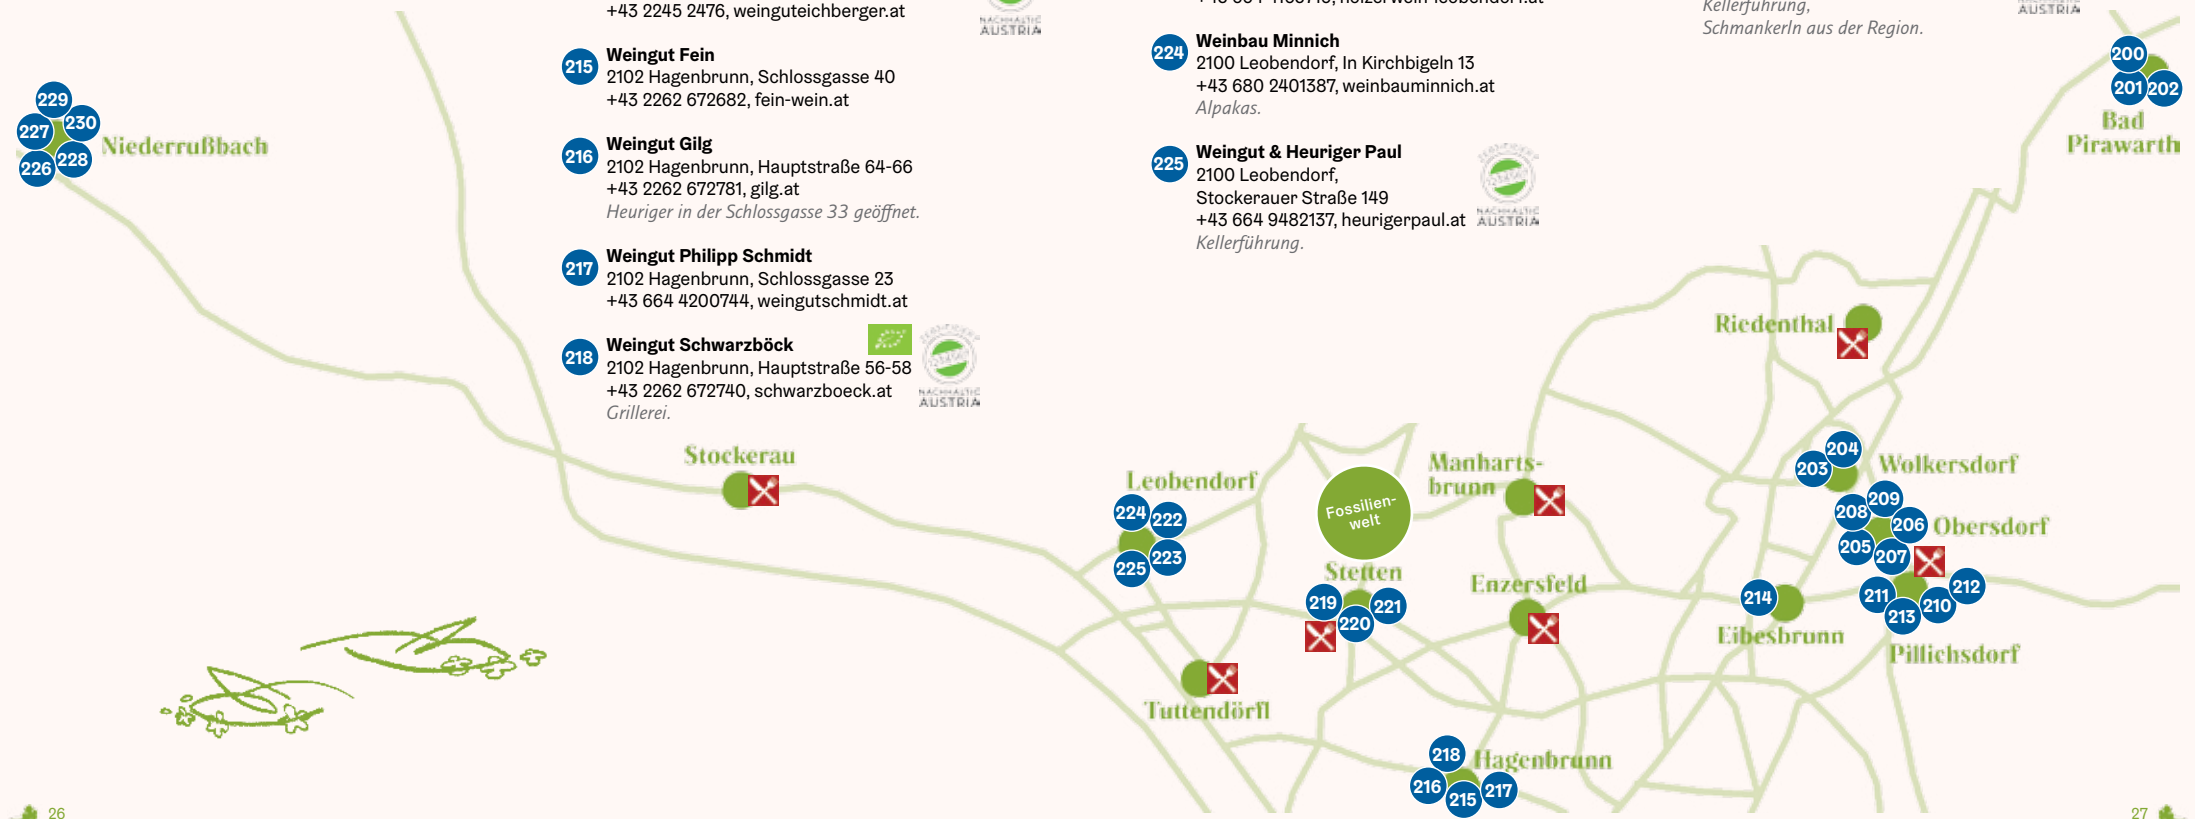 +43 2245 2476, weinguteichberger.at
NACHHALTIG
AUSTRIA
215
Weingut Fein
2102 Hagenbrunn, Schlossgasse 40
+43 2262 672682, fein-wein.at
216
Weingut Gilg
2102 Hagenbrunn, Hauptstraße 64-66
+43 2262 672781, gilg.at
Heuriger in der Schlossgasse 33 geöffnet.
217
Weingut Philipp Schmidt
2102 Hagenbrunn, Schlossgasse 23
+43 664 4200744, weingutschmidt.at
218
Weingut Schwarzböck
2102 Hagenbrunn, Hauptstraße 56-58
+43 2262 672740, schwarzboeck.at
Grillerei.
NACHHALTIG
AUSTRIA
224
Weinbau Minnich
2100 Leobendorf, In Kirchbigeln 13
+43 680 2401387, weinbauminnich.at
Alpakas.
225
Weingut & Heuriger Paul
2100 Leobendorf,
Stockerauer Straße 149
+43 664 9482137, heurigerpaul.at
Kellerführung.
NACHHALTIG
AUSTRIA
Kellerführung,
Schmankerln aus der Region.
AUSTRIA
229
230
227
228
226
Niederrußbach
200
201
202
Bad
Pirawarth
Riedenthal
Stockerau
Leobendorf
224
222
223
225
Fossilien-
welt
Manharts-
brunn
204
203
Wolkersdorf
209
208
206
205
207
Obersdorf
Stetten
219
221
220
Enzersfeld
214
Eibesbrunn
211
212
210
213
Pillichsdorf
Tuttendörfl
218
216
215
217
Hagenbrunn
26
27